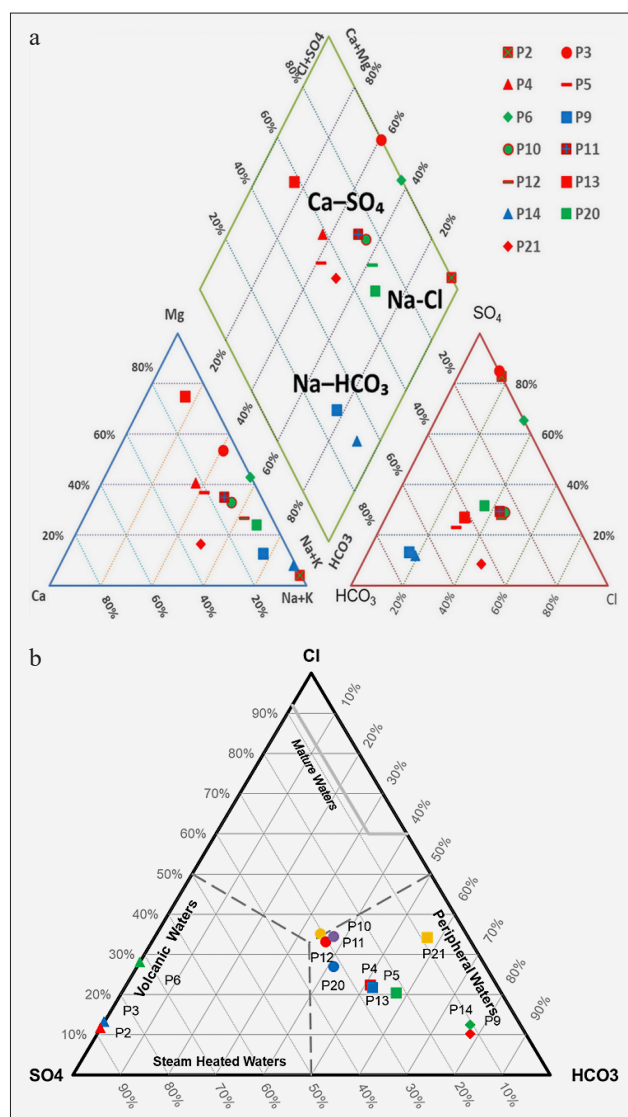 a
Cl+SO4
Ca+Mg
80%
80%
60%
60%
40%
40%
20%
20%
P2
P3
P4
P5
P6
P9
P10
P11
P12
P13
P14
P20
P21
Ca–SO₄
Na-Cl
Na–HCO₃
20%
20%
40%
40%
60%
60%
80%
80%
Na+K
HCO3
Mg
80%
60%
40%
20%
40%
20%
Ca
80%
60%
40%
20%
Na+K
SO₄
80%
60%
40%
20%
HCO₃
20%
40%
60%
80%
Cl
b
Cl
90%
80%
70%
60%
50%
40%
30%
20%
10%
10%
20%
30%
40%
50%
60%
70%
80%
90%
Mature Waters
Volcanic Waters
Peripheral Waters
Steam Heated Waters
P10
P11
P12
P21
P20
P4
P5
P13
P6
P3
P2
P14
P9
SO4
HCO3
90%
80%
70%
60%
50%
40%
30%
20%
10%